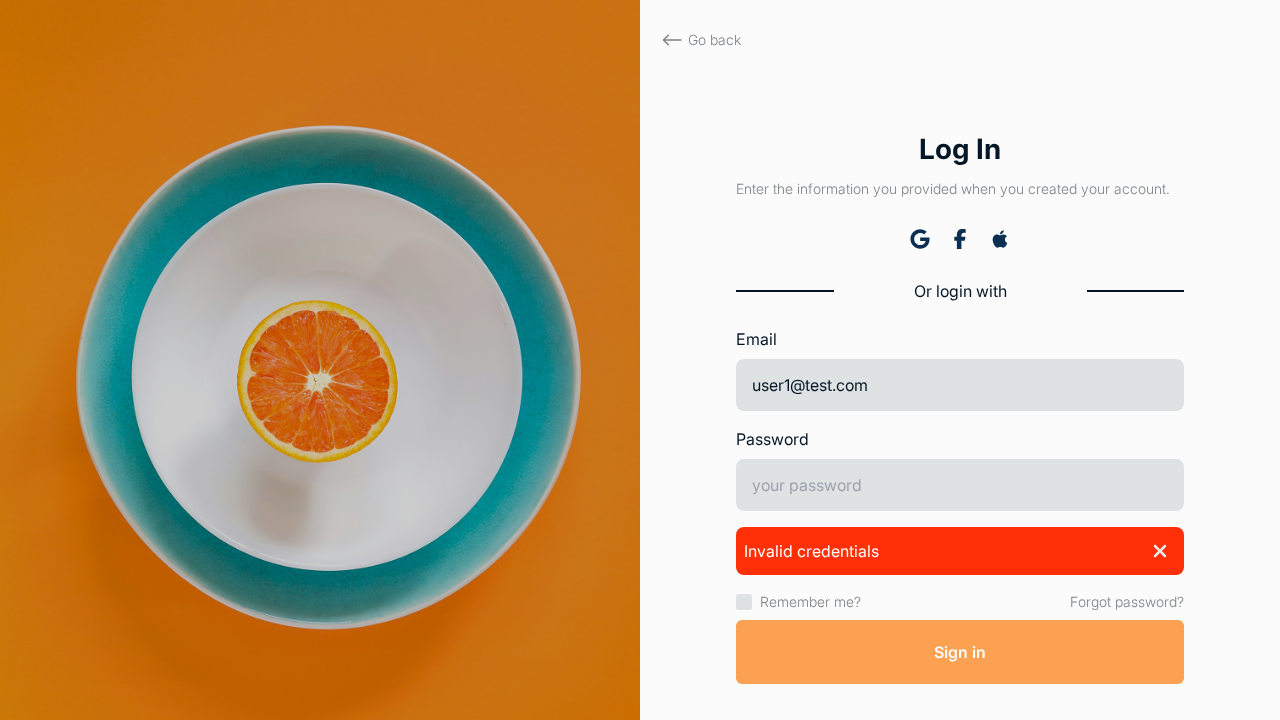 Go back
Log In
Enter the information you provided when you created your account.
Or login with
Email
user1@test.com
Password
your password
Invalid credentials
Remember me?
Forgot password?
Sign in